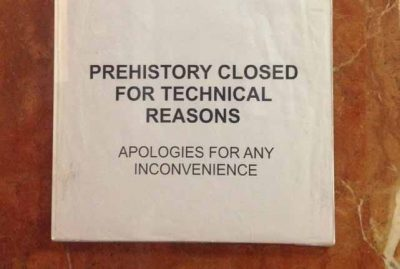 PREHISTORY CLOSED
FOR TECHNICAL
REASONS
APOLOGIES FOR ANY
INCONVENIENCE